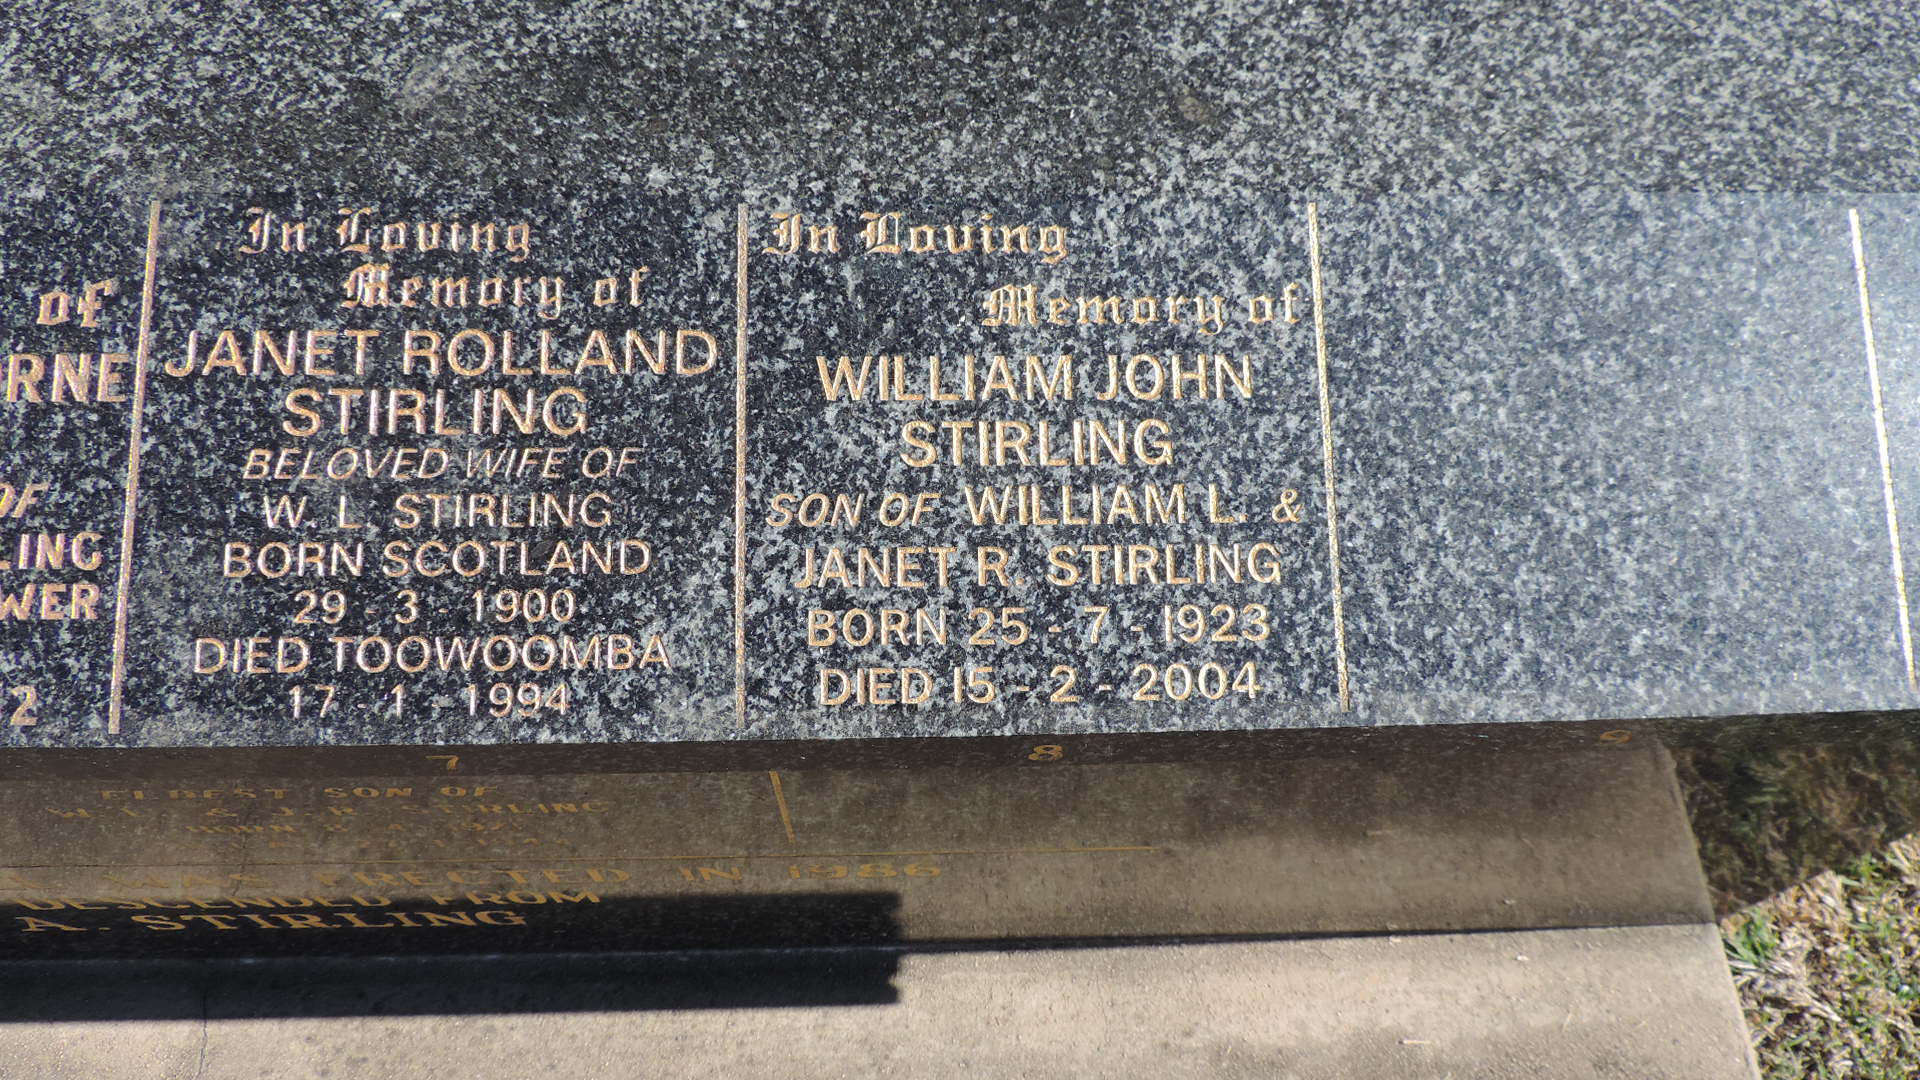 of
RNE
OF
LING
WER
2
In Loving
Memory of
JANET ROLLAND
STIRLING
BELOVED WIFE OF
W. L. STIRLING
BORN SCOTLAND
29 - 3 - 1900
DIED TOOWOOMBA
17 - 1 - 1994
In Loving
Memory of
WILLIAM JOHN
STIRLING
SON OF WILLIAM L. &
JANET R. STIRLING
BORN 25 - 7 - 1923
DIED 15 - 2 - 2004
7
8
9
ELDEST SON OF
W. L. & J. R. STIRLING
WAS ERECTED IN 1986
DESCENDED FROM
A. STIRLING